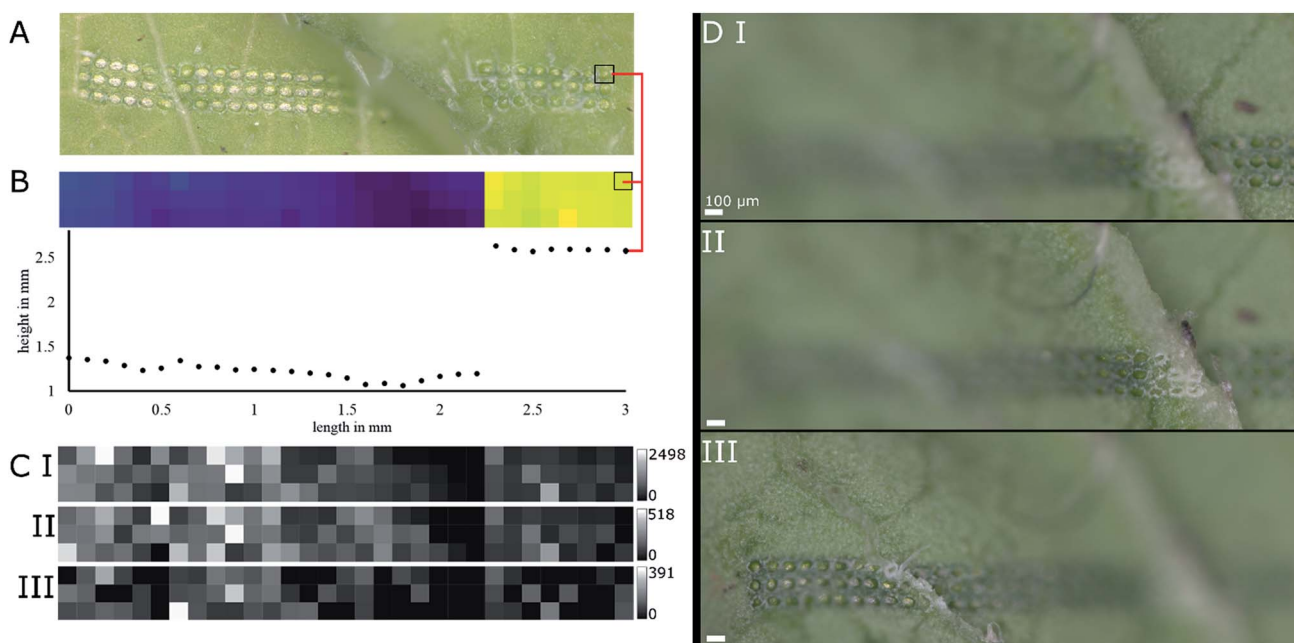 A
B
height in mm
2.5
2
1.5
1
0 0.5 1 1.5 2 2.5 3
length in mm
C I
2498
0
II
518
0
III
391
0
D I
100 µm
II
III